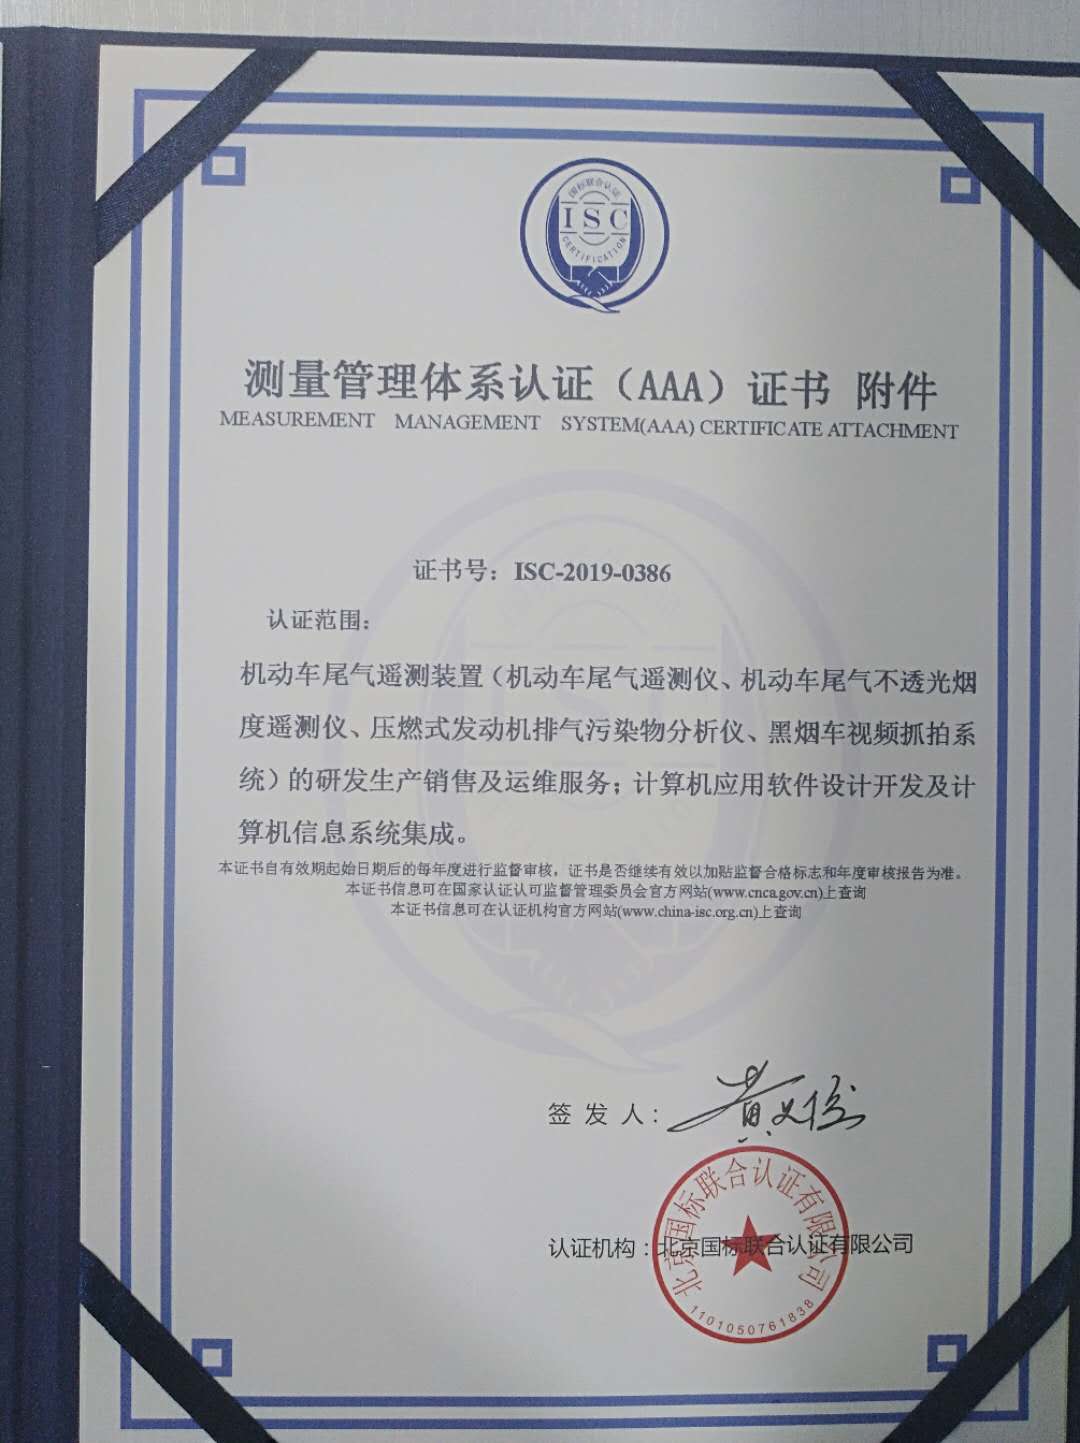 国标联合认证
ISC
CERTIFICATION
测量管理体系认证（AAA）证书 附件
MEASUREMENT MANAGEMENT SYSTEM(AAA) CERTIFICATE ATTACHMENT
证书号：ISC-2019-0386
认证范围：
机动车尾气遥测装置（机动车尾气遥测仪、机动车尾气不透光烟
度遥测仪、压燃式发动机排气污染物分析仪、黑烟车视频抓拍系
统）的研发生产销售及运维服务；计算机应用软件设计开发及计
算机信息系统集成。
本证书自有效期起始日期后的每年度进行监督审核，证书是否继续有效以加贴监督合格标志和年度审核报告为准。
本证书信息可在国家认证认可监督管理委员会官方网站(www.cnca.gov.cn)上查询
本证书信息可在认证机构官方网站(www.china-isc.org.cn)上查询
签 发 人：
认证机构：北京国标联合认证有限公司
北京国标联合认证有限公司
1101050761838